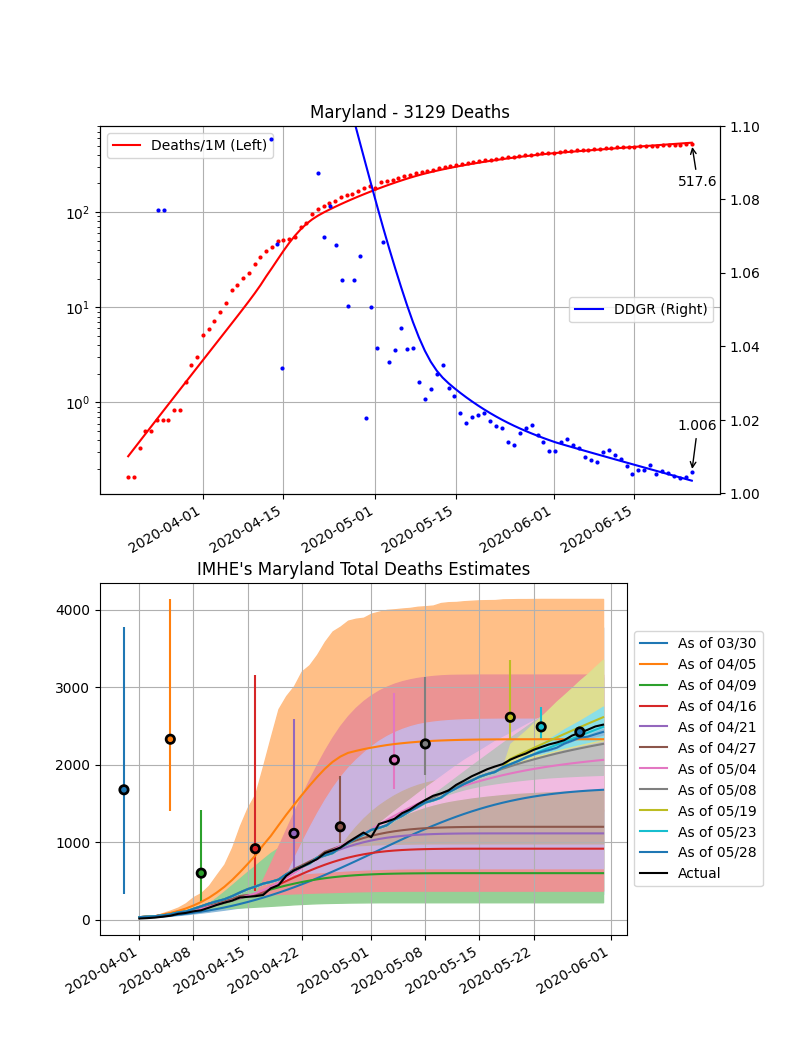 Maryland - 3129 Deaths
Deaths/1M (Left)
DDGR (Right)
517.6
1.006
10²
10¹
10⁰
1.10
1.08
1.06
1.04
1.02
1.00
2020-04-01
2020-04-15
2020-05-01
2020-05-15
2020-06-01
2020-06-15
IMHE's Maryland Total Deaths Estimates
4000
3000
2000
1000
0
2020-04-01
2020-04-08
2020-04-15
2020-04-22
2020-05-01
2020-05-08
2020-05-15
2020-05-22
2020-06-01
As of 03/30
As of 04/05
As of 04/09
As of 04/16
As of 04/21
As of 04/27
As of 05/04
As of 05/08
As of 05/19
As of 05/23
As of 05/28
Actual